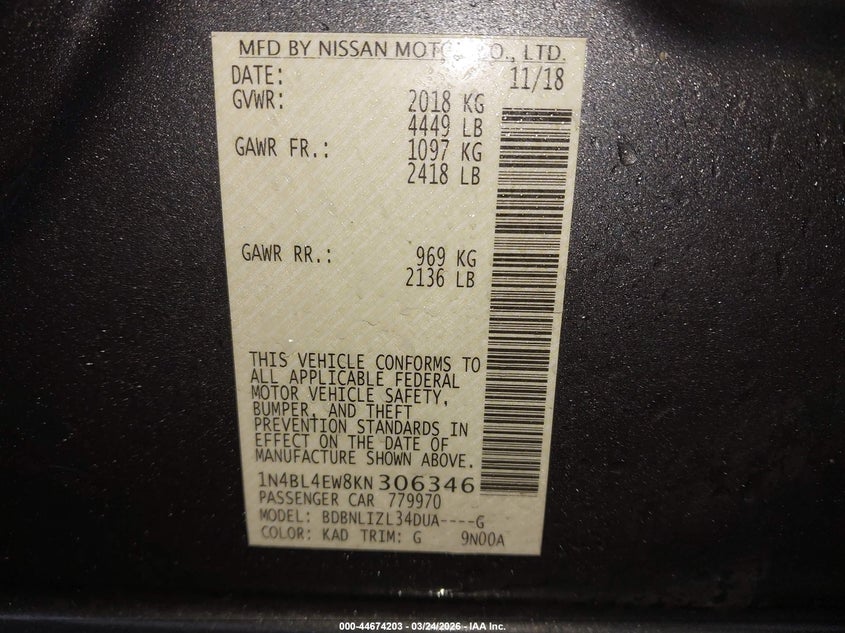 MFD BY NISSAN MOTOR CO., LTD.
DATE: 11/18
GVWR: 2018 KG
4449 LB
GAWR FR.: 1097 KG
2418 LB
GAWR RR.: 969 KG
2136 LB
THIS VEHICLE CONFORMS TO
ALL APPLICABLE FEDERAL
MOTOR VEHICLE SAFETY,
BUMPER, AND THEFT
PREVENTION STANDARDS IN
EFFECT ON THE DATE OF
MANUFACTURE SHOWN ABOVE.
1N4BL4EW8KN306346
PASSENGER CAR 779970
MODEL: BDBNLIZL34DUA----G
COLOR: KAD TRIM: G 9N00A
000-44674203 - 03/24/2026 - IAA Inc.